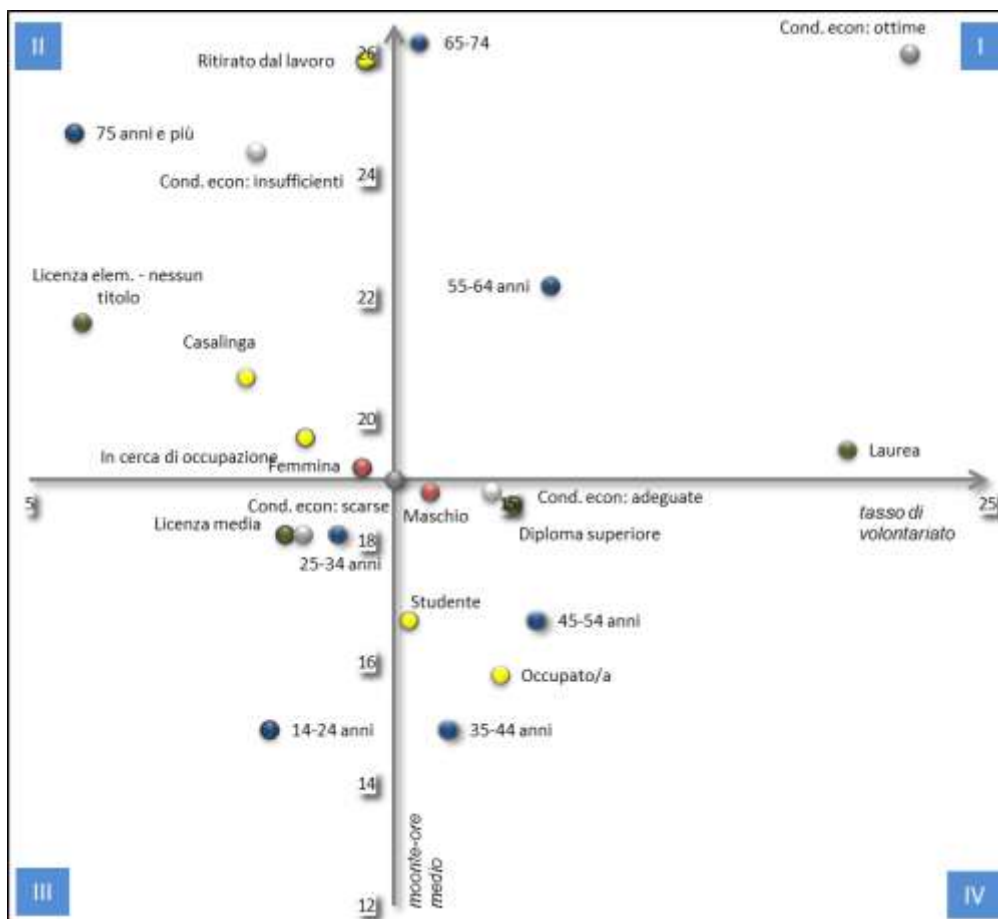 II
26
65-74
Cond. econ: ottime
I
Ritirato dal lavoro
75 anni e più
Cond. econ: insufficienti
24
Licenza elem. - nessun
titolo
55-64 anni
22
Casalinga
20
In cerca di occupazione
Femmina
Laurea
5
Cond. econ: scarse
Maschio
15
Cond. econ: adeguate
25
Licenza media
18
Diploma superiore
tasso di
volontariato
25-34 anni
Studente
45-54 anni
16
Occupato/a
14-24 anni
35-44 anni
14
moonte-ore
medio
III
12
IV